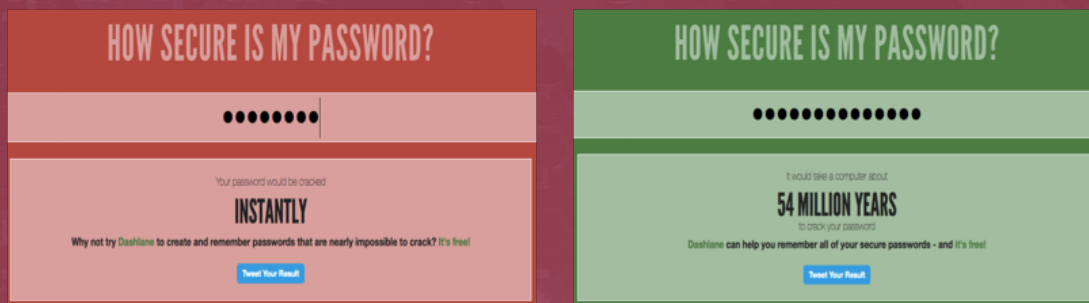 HOW SECURE IS MY PASSWORD?
Your password would be cracked
INSTANTLY
Why not try Dashlane to create and remember passwords that are nearly impossible to crack? It's free!
Tweet Your Result
HOW SECURE IS MY PASSWORD?
It would take a computer about
54 MILLION YEARS
to crack your password
Dashlane can help you remember all of your secure passwords - and it's free!
Tweet Your Result